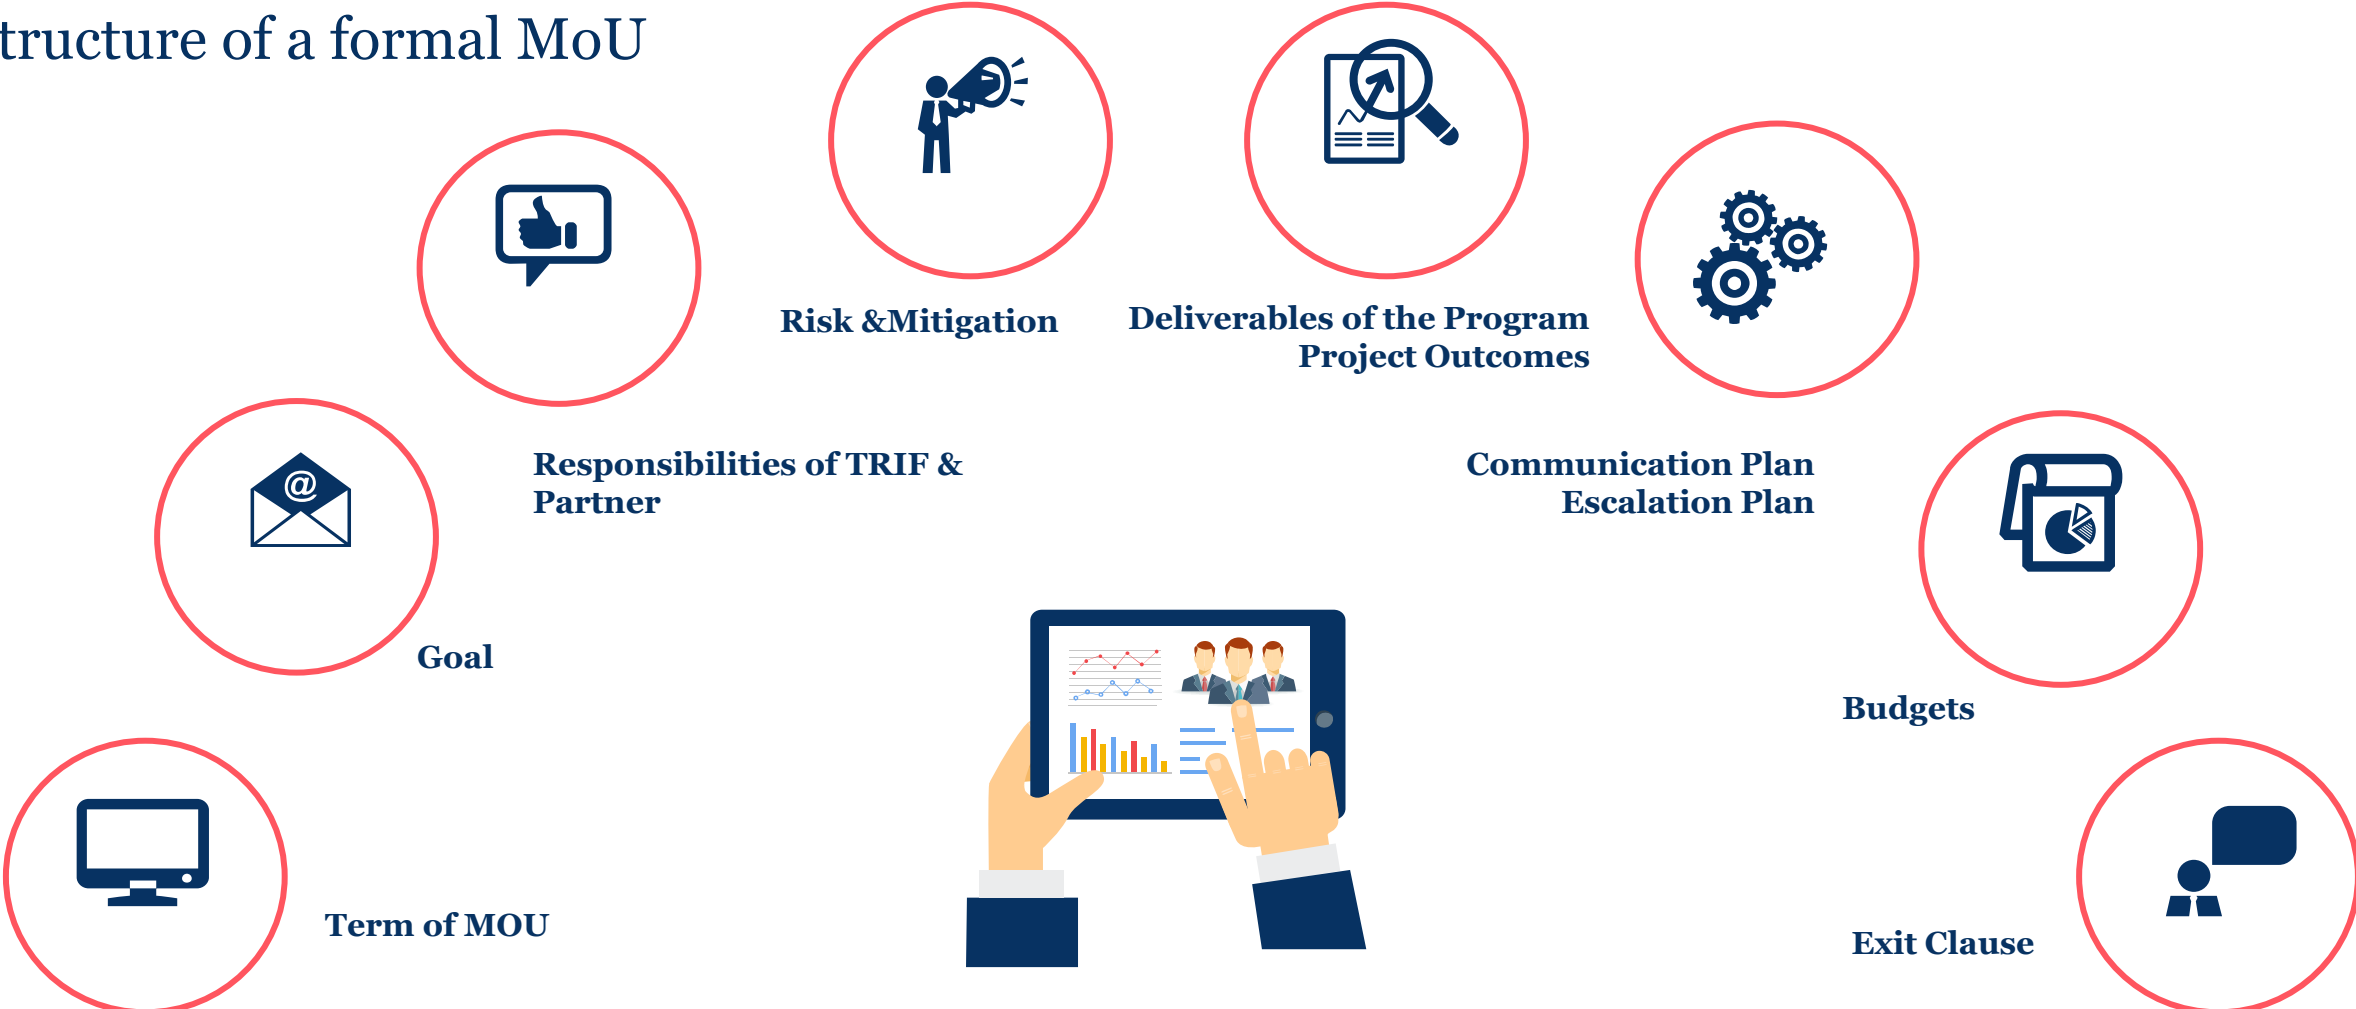 tructure of a formal MoU
Risk &Mitigation
Deliverables of the Program
Project Outcomes
Responsibilities of TRIF &
Partner
Communication Plan
Escalation Plan
@
Goal
Budgets
Term of MOU
Exit Clause